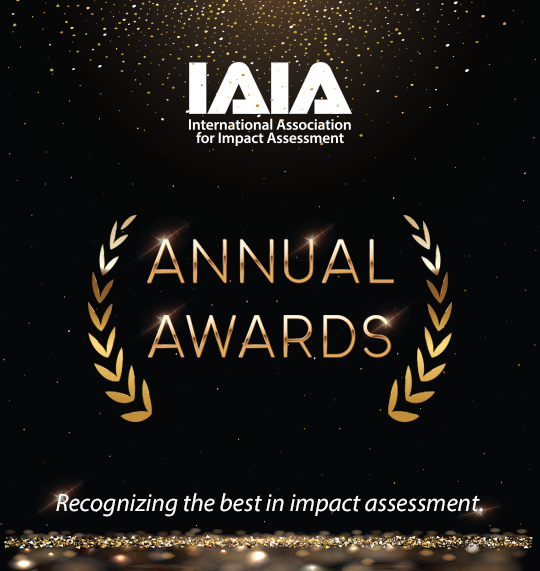 IAIA
International Association
for Impact Assessment
ANNUAL
AWARDS
Recognizing the best in impact assessment.